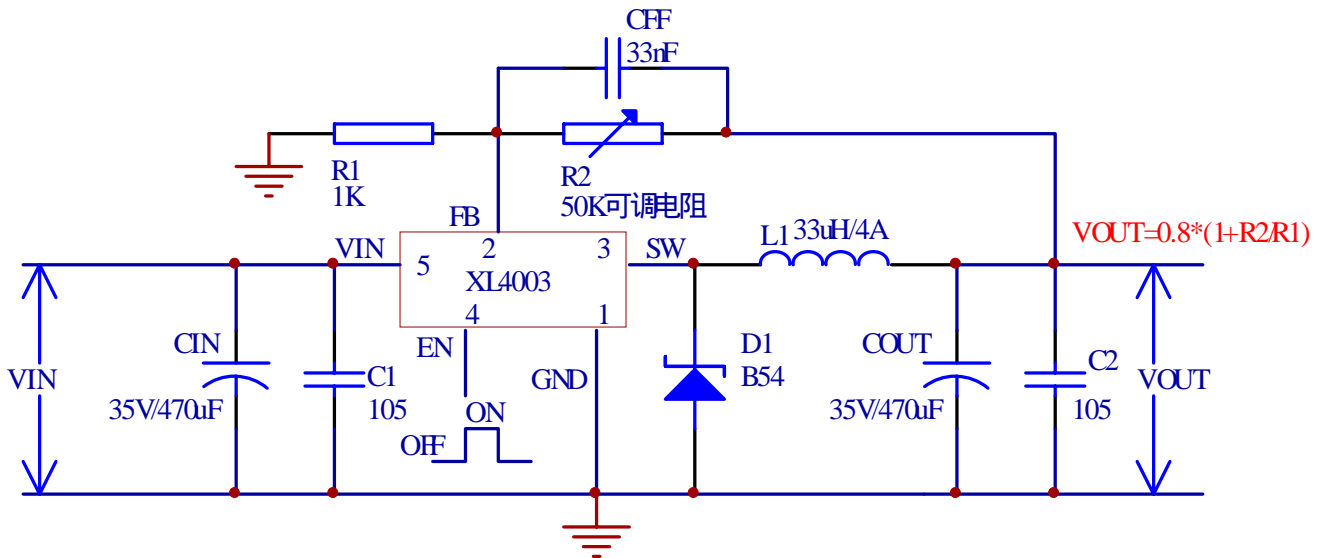 CFF
33nF
R1
1K
R2
50K可调电阻
FB
VIN
2
3
SW
L1
33uH/4A
VOUT=0.8*(1+R2/R1)
5
XL4003
4
1
EN
GND
CIN
35V/470uF
C1
105
VIN
ON
OFF
D1
B54
COUT
35V/470uF
C2
105
VOUT